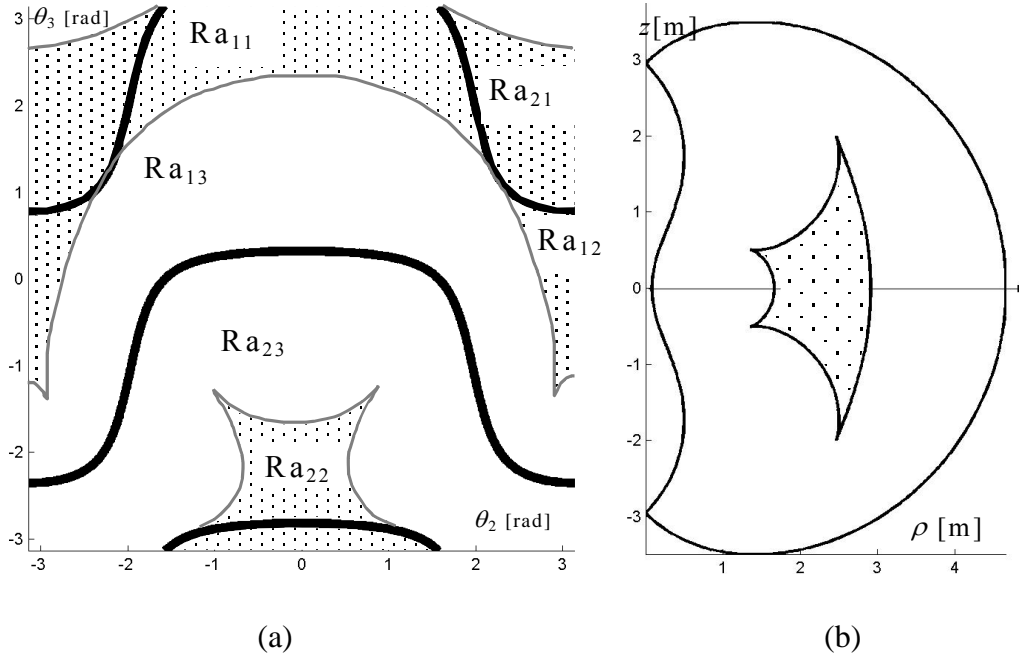 θ3 [rad]
3
2
1
0
-1
-2
-3
Ra11
Ra21
Ra13
Ra12
Ra23
Ra22
θ2 [rad]
-3 -2 -1 0 1 2 3
(a)
z[m]
3
2
1
0
-1
-2
-3
ρ [m]
1 2 3 4
(b)